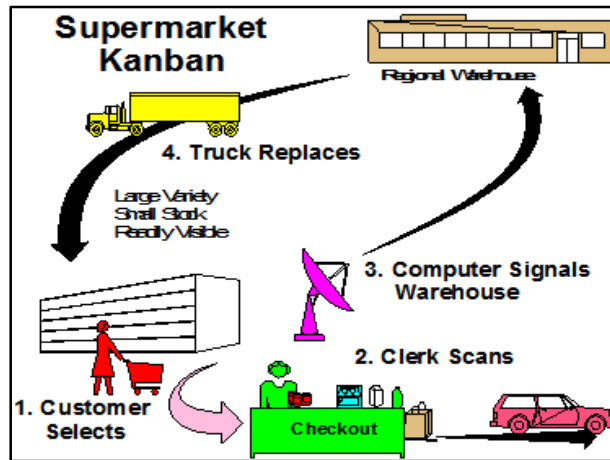 Supermarket
Kanban
Regional Warehouse
4. Truck Replaces
Large Variety
Small Stock
Readily Visible
3. Computer Signals
Warehouse
2. Clerk Scans
1. Customer
Selects
Checkout